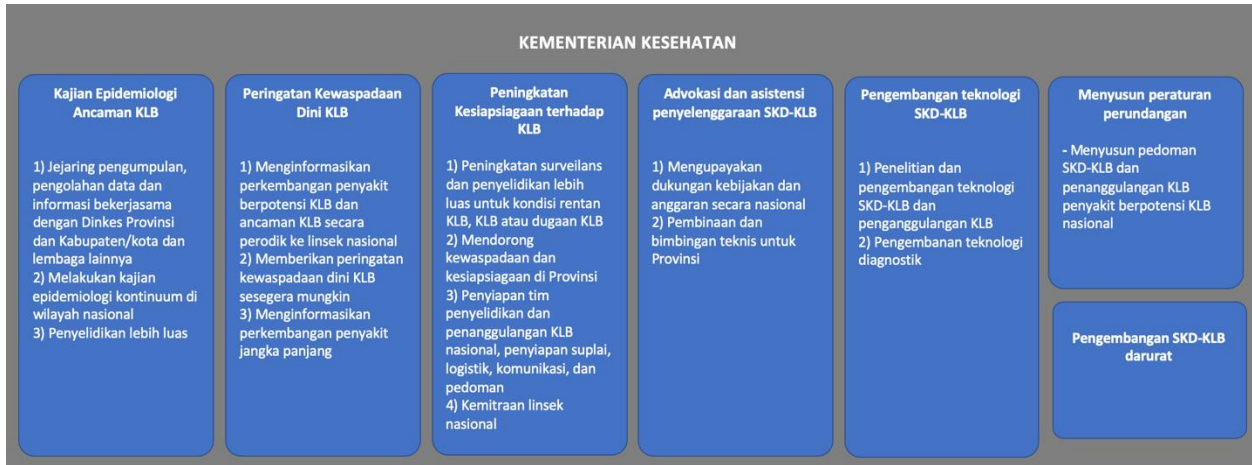 KEMENTERIAN KESEHATAN
Kajian Epidemiologi
Ancaman KLB
1) Jejaring pengumpulan,
pengolahan data dan
informasi bekerjasama
dengan Dinkes Provinsi
dan Kabupaten/kota dan
lembaga lainnya
2) Melakukan kajian
epidemiologi kontinuum di
wilayah nasional
3) Penyelidikan lebih luas
Peringatan Kewaspadaan
Dini KLB
1) Menginformasikan
perkembangan penyakit
berpotensi KLB dan
ancaman KLB secara
perodik ke linsek nasional
2) Memberikan peringatan
kewaspadaan dini KLB
sesegera mungkin
3) Menginformasikan
perkembangan penyakit
jangka panjang
Peningkatan
Kesiapsiagaan terhadap
KLB
1) Peningkatan surveilans
dan penyelidikan lebih
luas untuk kondisi rentan
KLB, KLB atau dugaan KLB
2) Mendorong
kewaspadaan dan
kesiapsiagaan di Provinsi
3) Penyiapan tim
penyelidikan dan
penanggulangan KLB
nasional, penyiapan suplai,
logistik, komunikasi, dan
pedoman
4) Kemitraan linsek
nasional
Advokasi dan asistensi
penyelenggaraan SKD-KLB
1) Mengupayakan
dukungan kebijakan dan
anggaran secara nasional
2) Pembinaan dan
bimbingan teknis untuk
Provinsi
Pengembangan teknologi
SKD-KLB
1) Penelitian dan
pengembangan teknologi
SKD-KLB dan
pengangulangan KLB
2) Pengembanan teknologi
diagnostik
Menyusun peraturan
perundangan
- Menyusun pedoman
SKD-KLB dan
penanggulangan KLB
penyakit berpotensi KLB
nasional
Pengembangan SKD-KLB
darurat